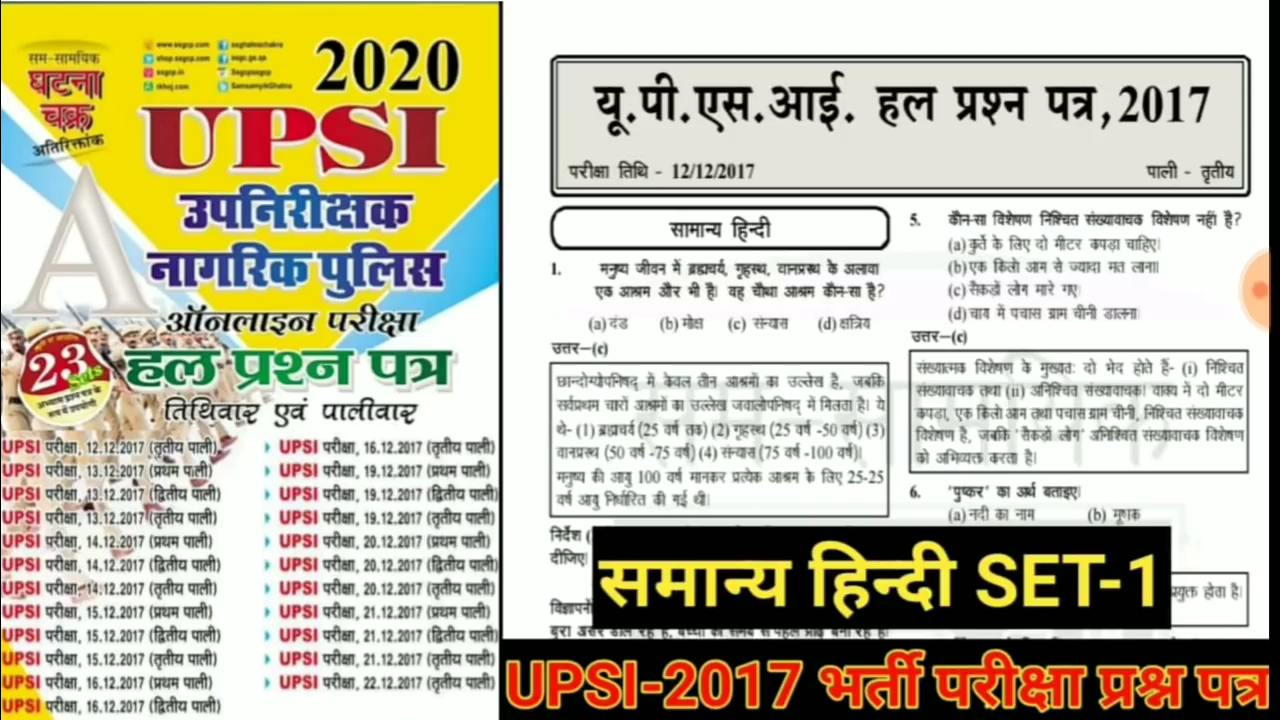 सम-सामयिक
घटना
चक्र
अतिरिक्तांक
www.ssgcp.com
shop.ssgcp.com
ssgcp.in
2020
UPSI
उपनिरीक्षक
नागरिक पुलिस
ऑनलाइन परीक्षा
23
SETS
हल प्रश्न पत्र
तिथिवार एवं पालीवार
UPSI परीक्षा, 12.12.2017 (तृतीय पाली)
UPSI परीक्षा, 13.12.2017 (प्रथम पाली)
UPSI परीक्षा, 13.12.2017 (द्वितीय पाली)
UPSI परीक्षा, 13.12.2017 (तृतीय पाली)
UPSI परीक्षा, 14.12.2017 (प्रथम पाली)
UPSI परीक्षा, 14.12.2017 (द्वितीय पाली)
UPSI परीक्षा, 14.12.2017 (तृतीय पाली)
UPSI परीक्षा, 15.12.2017 (प्रथम पाली)
UPSI परीक्षा, 15.12.2017 (द्वितीय पाली)
UPSI परीक्षा, 15.12.2017 (तृतीय पाली)
UPSI परीक्षा, 16.12.2017 (प्रथम पाली)
UPSI परीक्षा, 16.12.2017 (द्वितीय पाली)
UPSI परीक्षा, 16.12.2017 (तृतीय पाली)
UPSI परीक्षा, 19.12.2017 (प्रथम पाली)
UPSI परीक्षा, 19.12.2017 (द्वितीय पाली)
UPSI परीक्षा, 19.12.2017 (तृतीय पाली)
UPSI परीक्षा, 20.12.2017 (प्रथम पाली)
UPSI परीक्षा, 20.12.2017 (द्वितीय पाली)
UPSI परीक्षा, 20.12.2017 (तृतीय पाली)
UPSI परीक्षा, 21.12.2017 (प्रथम पाली)
UPSI परीक्षा, 21.12.2017 (द्वितीय पाली)
UPSI परीक्षा, 21.12.2017 (तृतीय पाली)
UPSI परीक्षा, 22.12.2017 (तृतीय पाली)
यू.पी.एस.आई. हल प्रश्न पत्र,2017
परीक्षा तिथि - 12/12/2017 पाली - तृतीय
सामान्य हिन्दी
1. मनुष्य जीवन में ब्रह्मचर्य, गृहस्थ, वानप्रस्थ के अलावा
एक आश्रम और भी है। वह चौथा आश्रम कौन-सा है?
(a) दंड (b) मोक्ष (c) संन्यास (d) क्षत्रिय
उत्तर—(c)
छान्दोग्योपनिषद् में केवल तीन आश्रमों का उल्लेख है, जबकि
सर्वप्रथम चारों आश्रमों का उल्लेख जवालोपनिषद् में मिलता है। ये
थे- (1) ब्रह्मचर्य (25 वर्ष तक) (2) गृहस्थ (25 वर्ष -50 वर्ष) (3)
वानप्रस्थ (50 वर्ष -75 वर्ष) (4) संन्यास (75 वर्ष -100 वर्ष)।
मनुष्य की आयु 100 वर्ष मानकर प्रत्येक आश्रम के लिए 25-25
वर्ष आयु निर्धारित की गई थी।
निर्देश (
दीजिए
5. कौन-सा विशेषण निश्चित संख्यावाचक विशेषण नहीं है?
(a) कुर्ते के लिए दो मीटर कपड़ा चाहिए।
(b) एक किलो आम से ज्यादा मत लाना।
(c) सैंकड़ों लोग मारे गए।
(d) चाय में पचास ग्राम चीनी डालना।
उत्तर—(c)
संख्यात्मक विशेषण के मुख्यतः दो भेद होते हैं- (i) निश्चित
संख्यावाचक तथा (ii) अनिश्चित संख्यावाचक। वाक्य में दो मीटर
कपड़ा, एक किलो आम तथा पचास ग्राम चीनी, निश्चित संख्यावाचक
विशेषण है, जबकि 'सैकड़ों लोग' अनिश्चित संख्यावाचक विशेषण
को अभिव्यक्त करता है।
6. 'पुष्कर' का अर्थ बताइए।
(a) नदी का नाम (b) मूषक
प्रयुक्त होता है।
समान्य हिन्दी SET-1
UPSI-2017 भर्ती परीक्षा प्रश्न पत्र